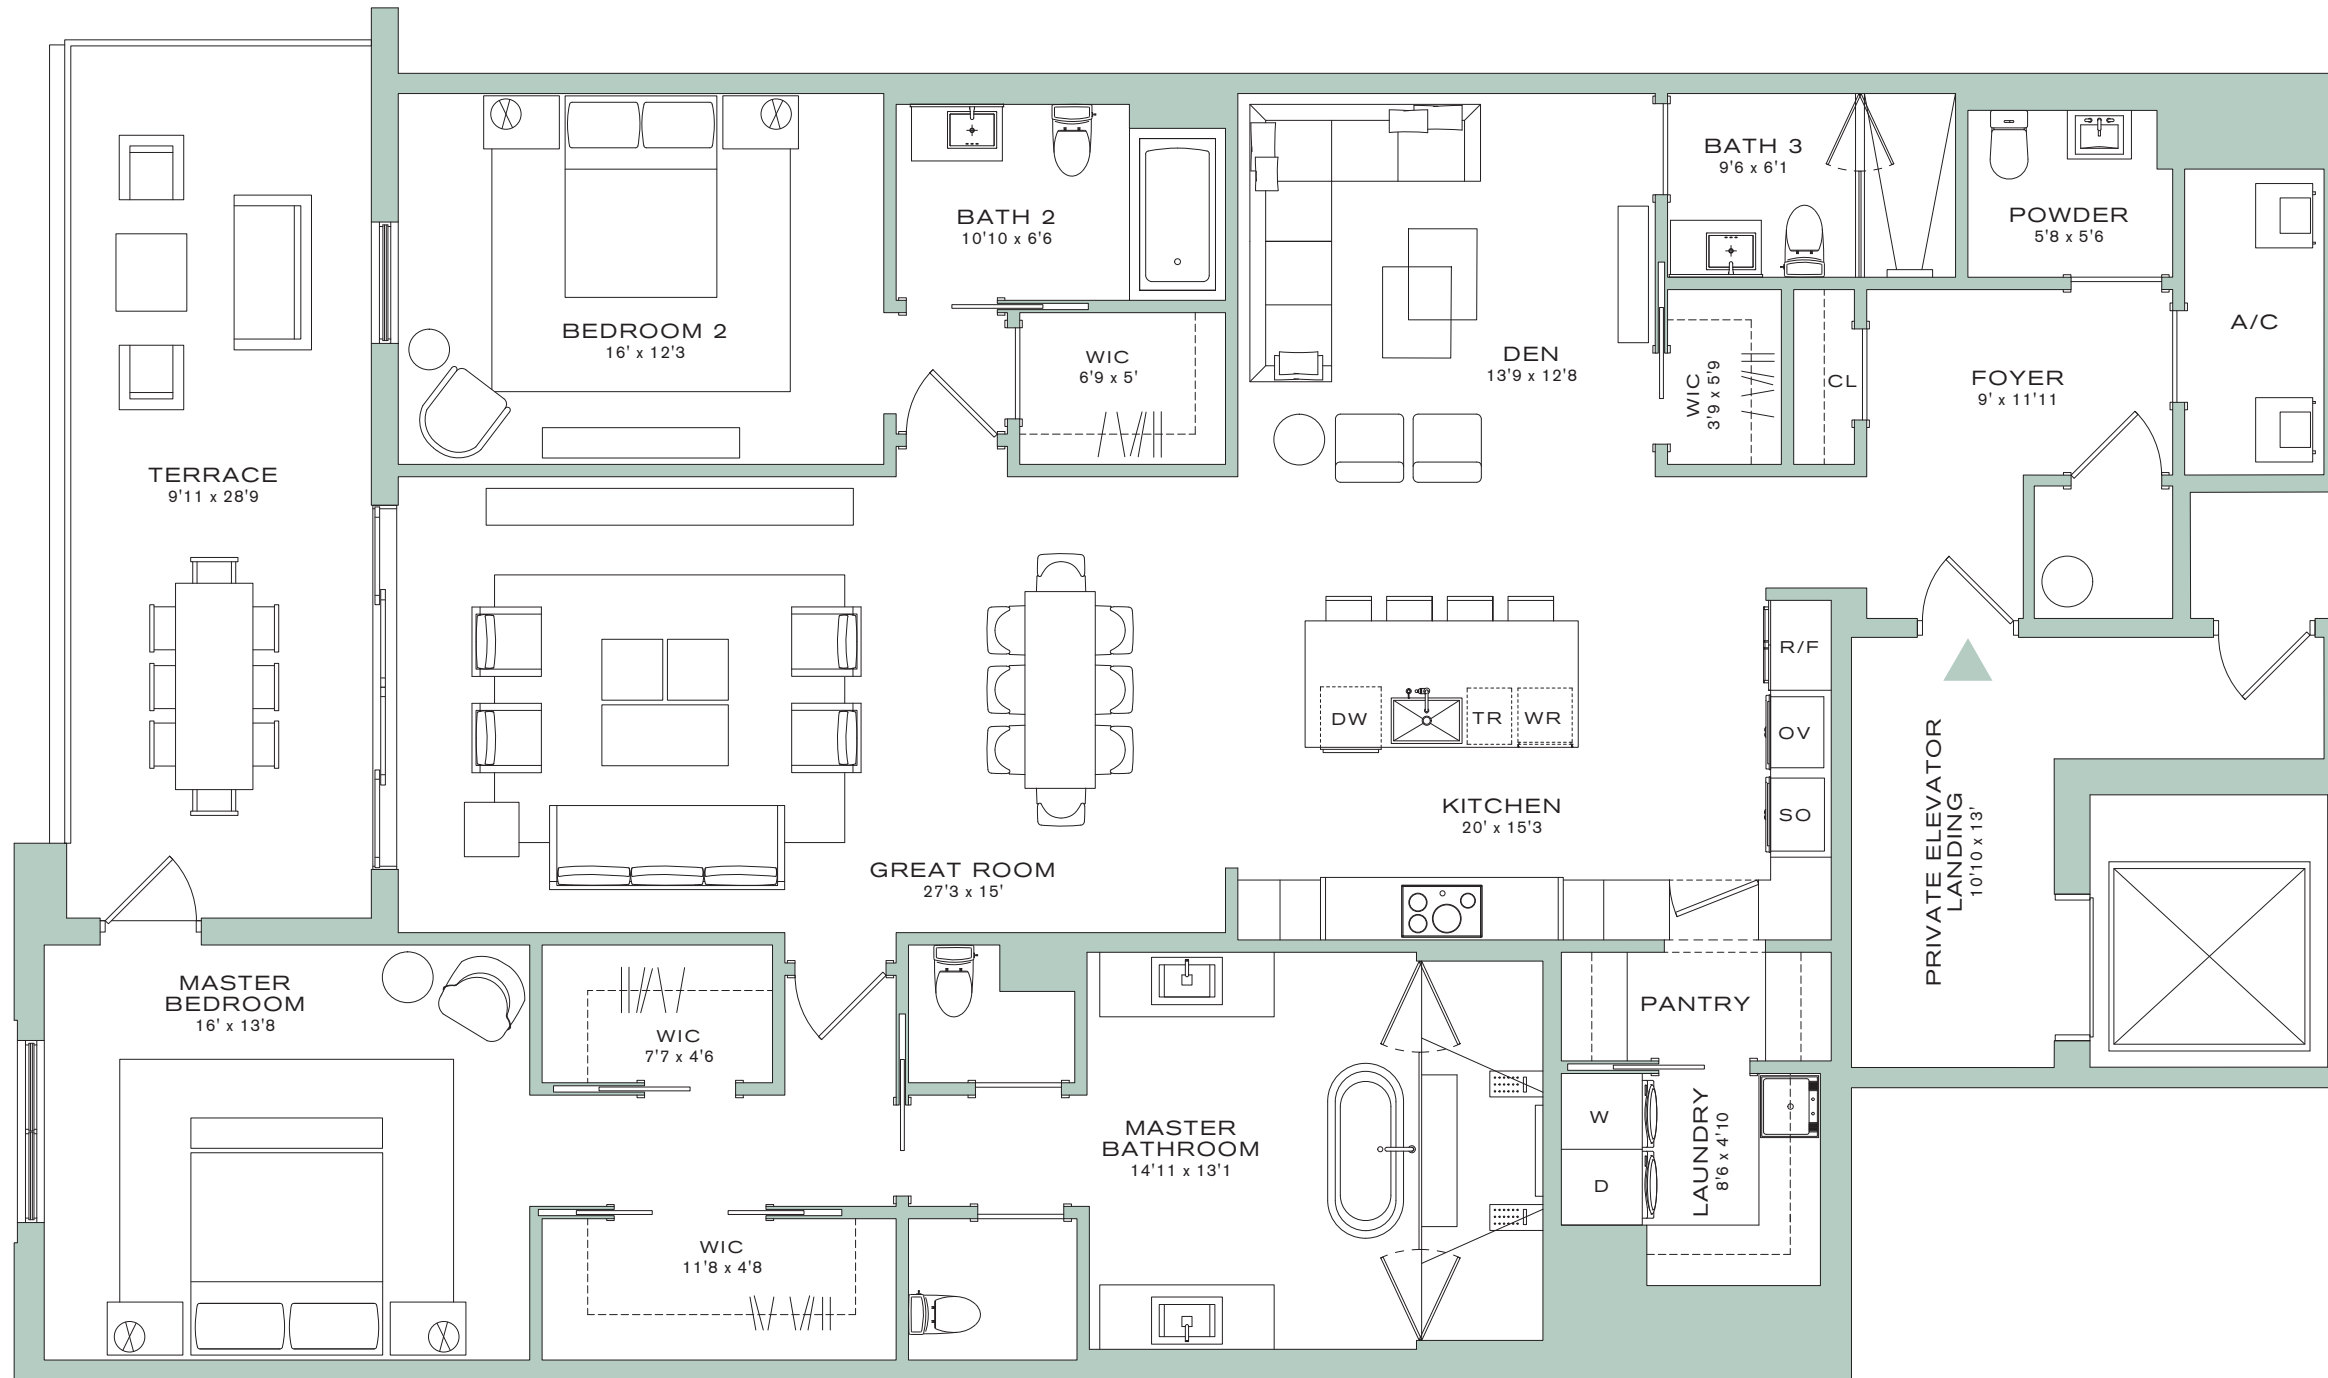 BATH 3
9'6 x 6'1
BATH 2
10'10 x 6'6
POWDER
5'8 x 5'6
BEDROOM 2
16' x 12'3
A/C
WIC
6'9 x 5'
DEN
13'9 x 12'8
WIC
3'9 x 5'9
CL
FOYER
9' x 11'11
TERRACE
9'11 x 28'9
R/F
DW
TR
WR
OV
KITCHEN
20' x 15'3
SO
GREAT ROOM
27'3 x 15'
PRIVATE ELEVATOR
LANDING
10'10 x 13'
MASTER
BEDROOM
16' x 13'8
WIC
7'7 x 4'6
PANTRY
MASTER
BATHROOM
14'11 x 13'1
W
D
LAUNDRY
8'6 x 4'10
WIC
11'8 x 4'8